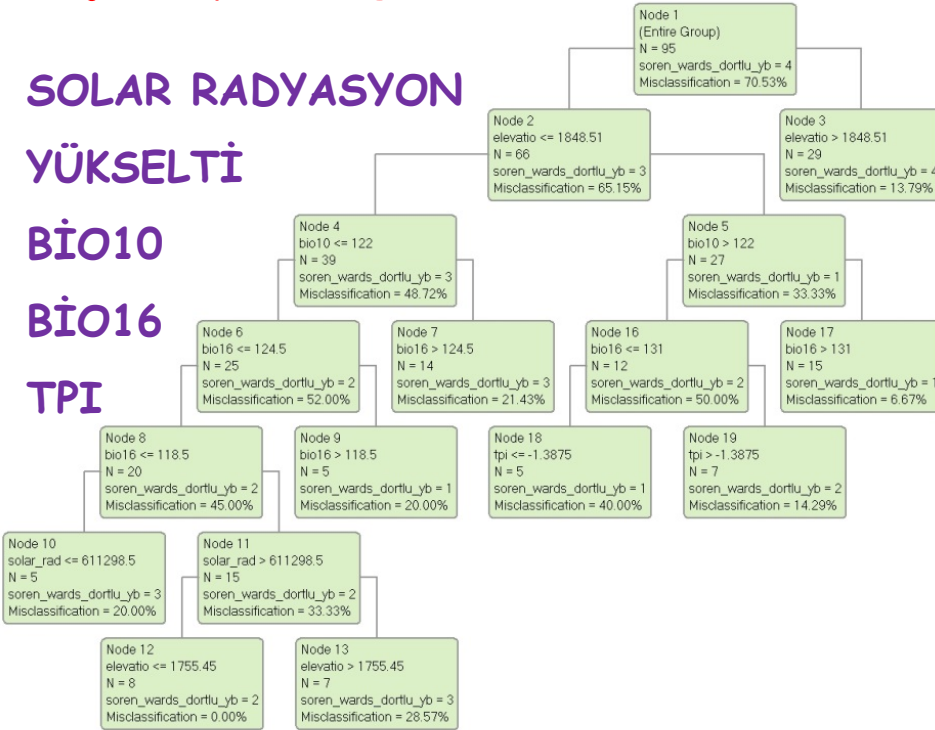 SOLAR RADYASYON
YÜKSELTİ
BİO10
BİO16
TPI
Node 1
(Entire Group)
N = 95
soren_wards_dortlu_yb = 4
Misclassification = 70.53%
Node 2
elevatio <= 1848.51
N = 66
soren_wards_dortlu_yb = 3
Misclassification = 65.15%
Node 3
elevatio > 1848.51
N = 29
soren_wards_dortlu_yb = 4
Misclassification = 13.79%
Node 4
bio10 <= 122
N = 39
soren_wards_dortlu_yb = 3
Misclassification = 48.72%
Node 5
bio10 > 122
N = 27
soren_wards_dortlu_yb = 1
Misclassification = 33.33%
Node 6
bio16 <= 124.5
N = 25
soren_wards_dortlu_yb = 2
Misclassification = 52.00%
Node 7
bio16 > 124.5
N = 14
soren_wards_dortlu_yb = 3
Misclassification = 21.43%
Node 16
bio16 <= 131
N = 12
soren_wards_dortlu_yb = 2
Misclassification = 50.00%
Node 17
bio16 > 131
N = 15
soren_wards_dortlu_yb = 1
Misclassification = 6.67%
Node 8
bio16 <= 118.5
N = 20
soren_wards_dortlu_yb = 2
Misclassification = 45.00%
Node 9
bio16 > 118.5
N = 5
soren_wards_dortlu_yb = 1
Misclassification = 20.00%
Node 18
tpi <= -1.3875
N = 5
soren_wards_dortlu_yb = 1
Misclassification = 40.00%
Node 19
tpi > -1.3875
N = 7
soren_wards_dortlu_yb = 2
Misclassification = 14.29%
Node 10
solar_rad <= 611298.5
N = 5
soren_wards_dortlu_yb = 3
Misclassification = 20.00%
Node 11
solar_rad > 611298.5
N = 15
soren_wards_dortlu_yb = 2
Misclassification = 33.33%
Node 12
elevatio <= 1755.45
N = 8
soren_wards_dortlu_yb = 2
Misclassification = 0.00%
Node 13
elevatio > 1755.45
N = 7
soren_wards_dortlu_yb = 3
Misclassification = 28.57%